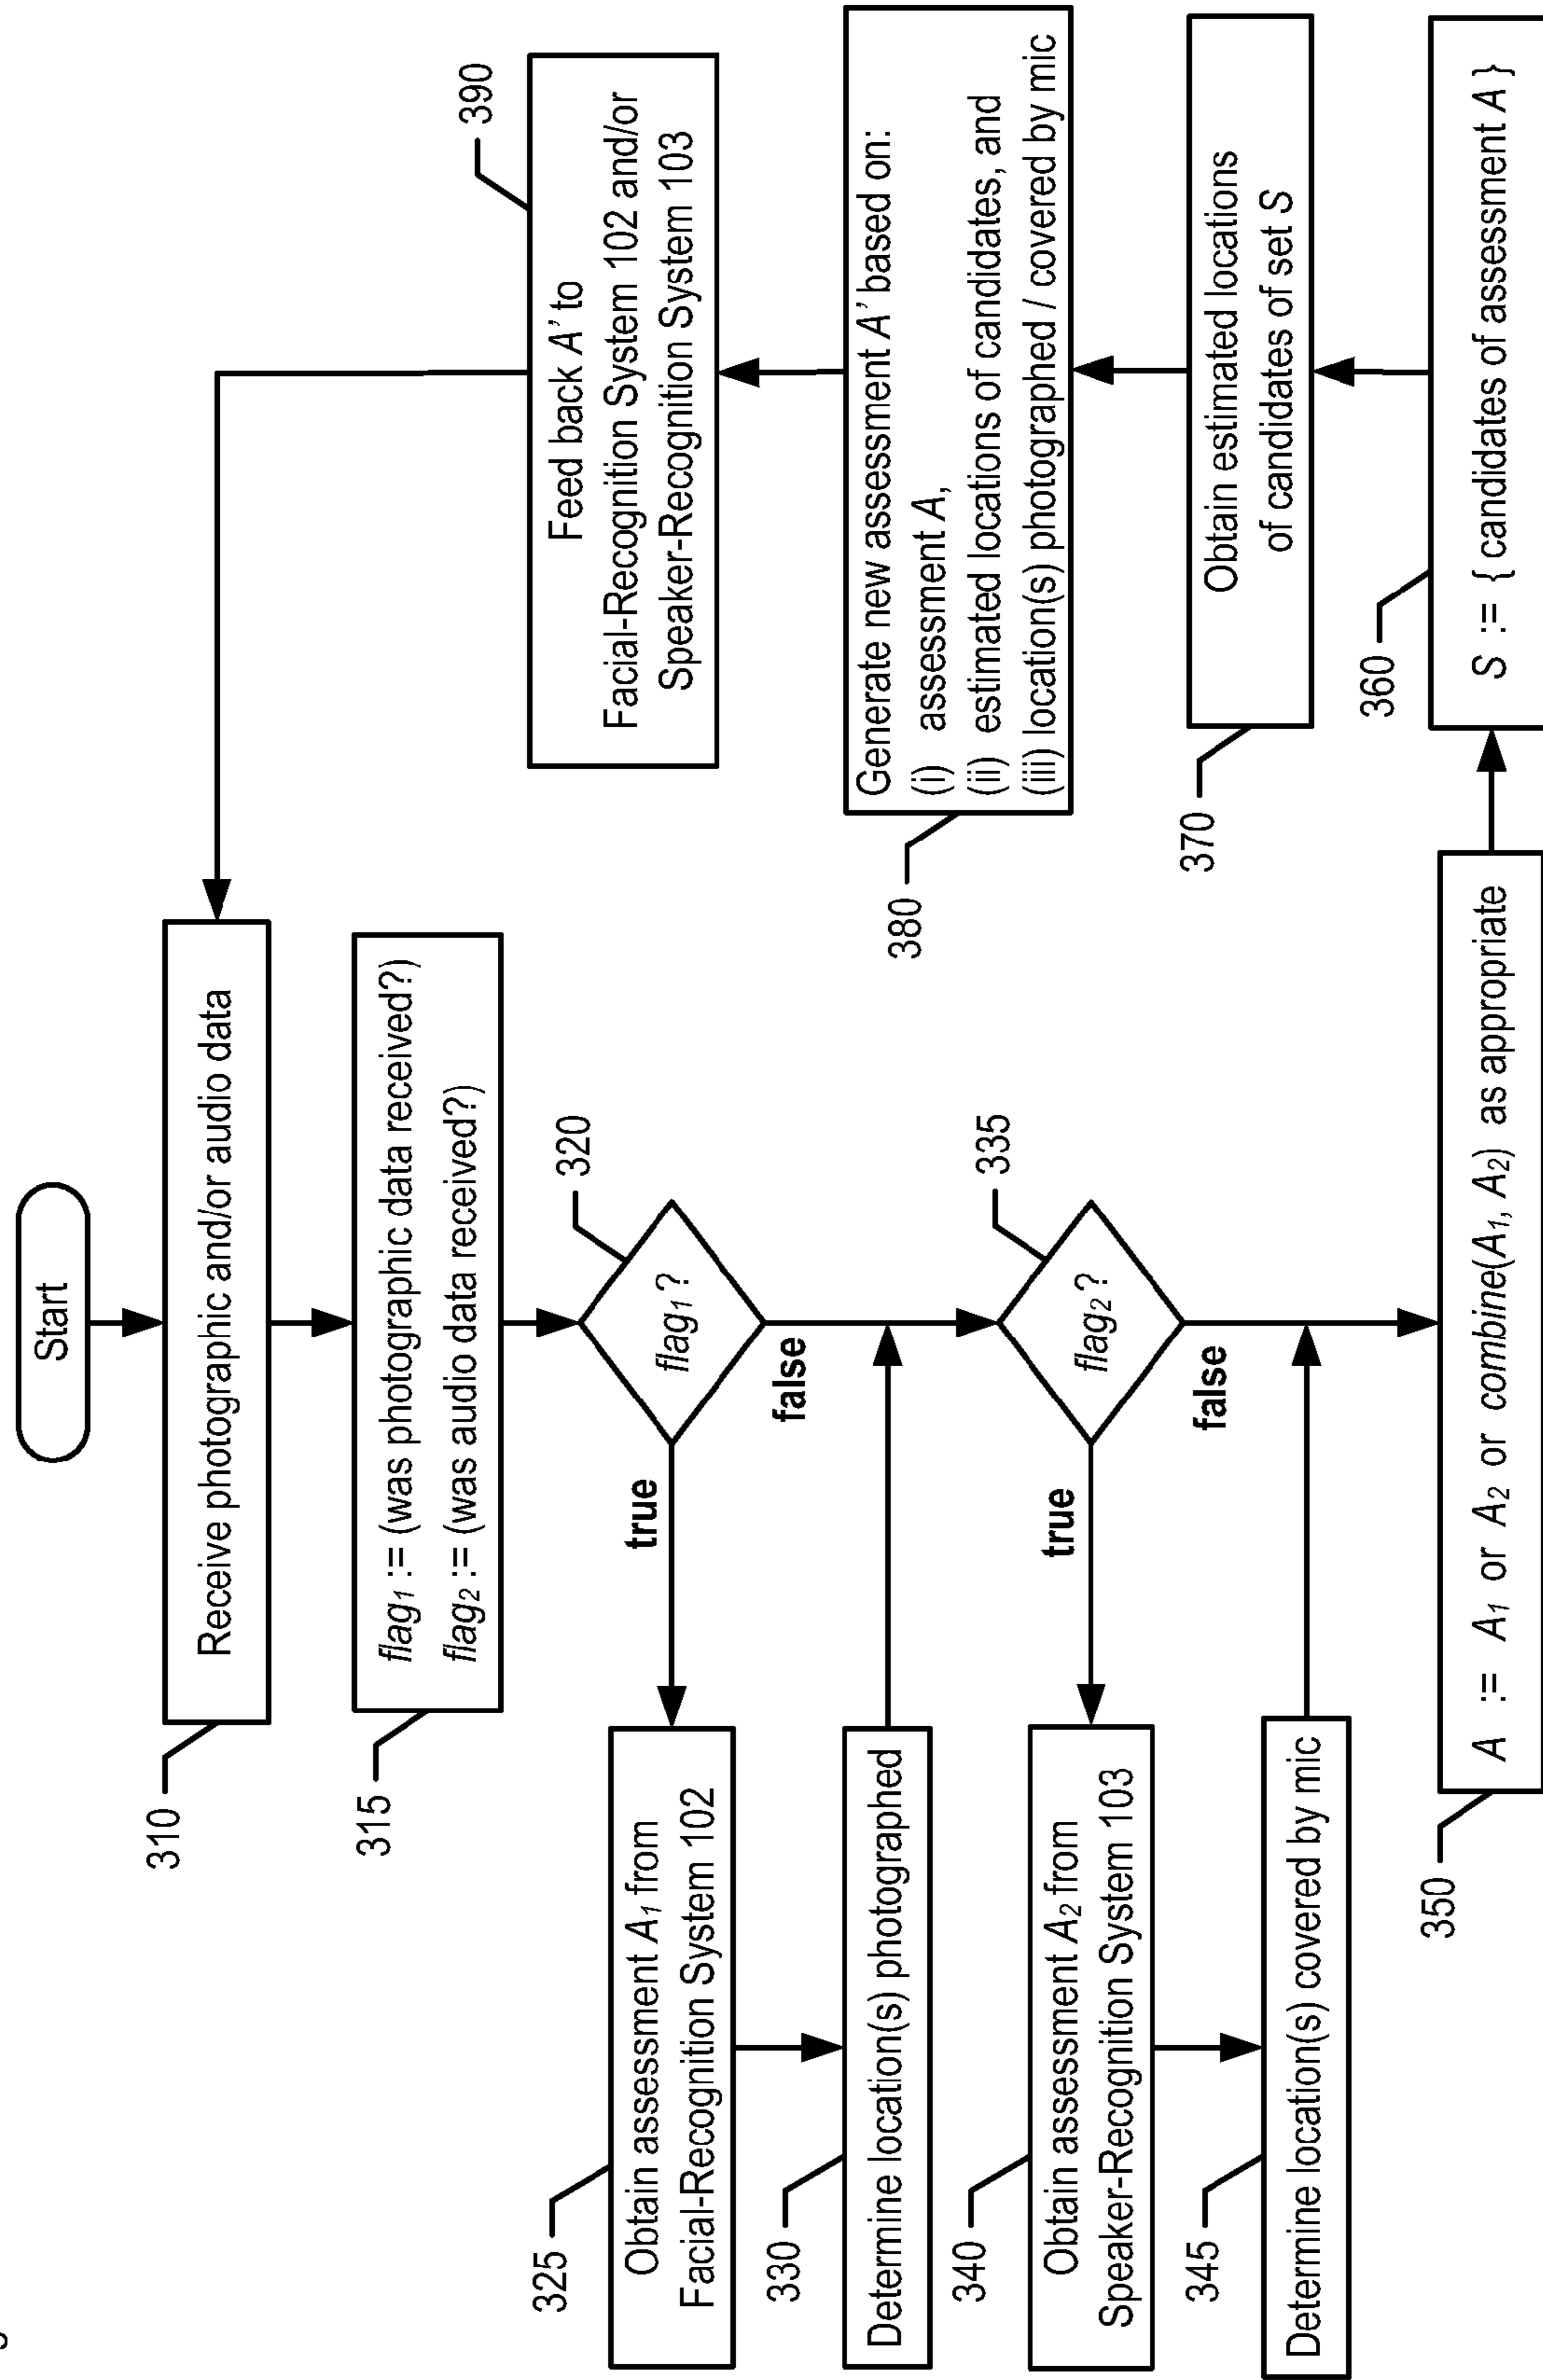 Start
310
Receive photographic and/or audio data
315
flag₁ := (was photographic data received?)
flag₂ := (was audio data received?)
320
flag₁ ?
true
false
325
Obtain assessment A₁ from
Facial-Recognition System 102
330
Determine location(s) photographed
335
flag₂ ?
true
false
340
Obtain assessment A₂ from
Speaker-Recognition System 103
345
Determine location(s) covered by mic
350
A := A₁ or A₂ or combine(A₁, A₂) as appropriate
360
S := { candidates of assessment A }
370
Obtain estimated locations
of candidates of set S
380
Generate new assessment A' based on:
(i) assessment A,
(ii) estimated locations of candidates, and
(iii) location(s) photographed / covered by mic
390
Feed back A' to
Facial-Recognition System 102 and/or
Speaker-Recognition System 103